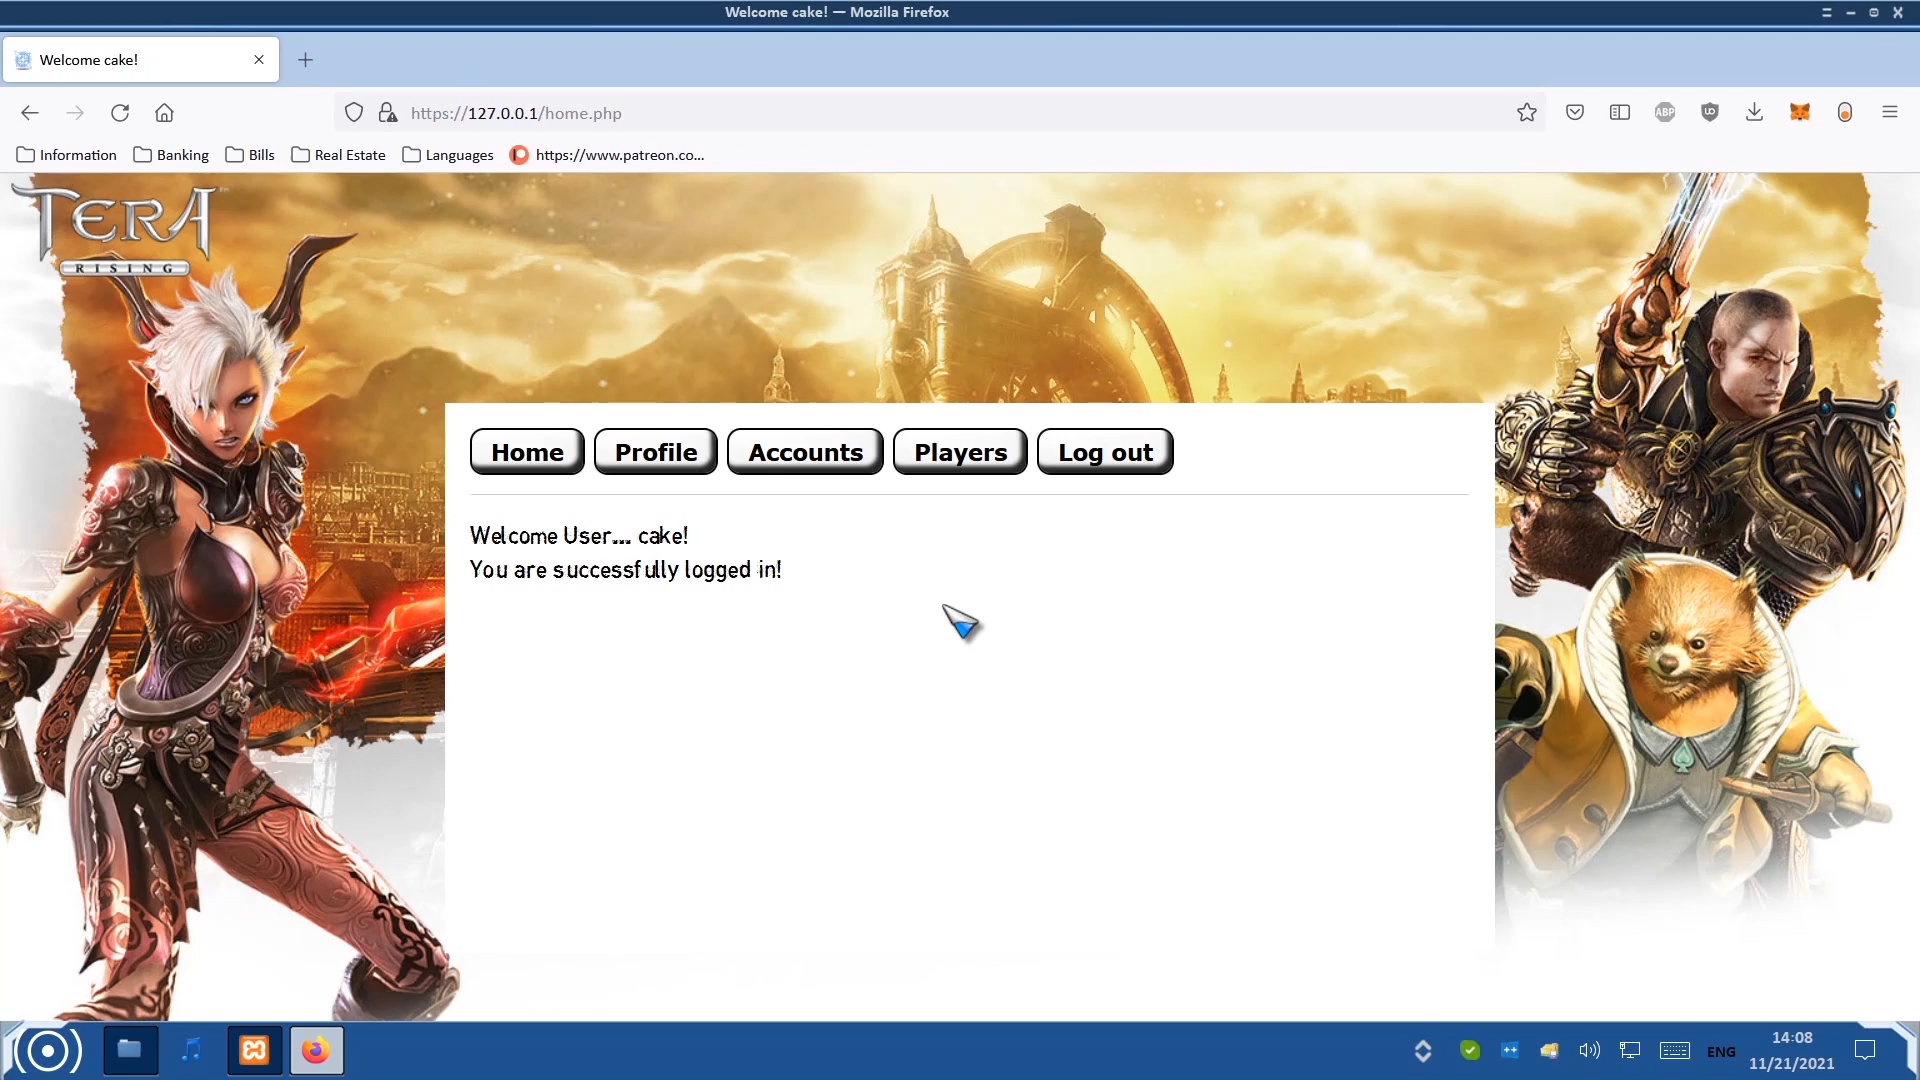 Welcome cake! — Mozilla Firefox
Welcome cake!
https://127.0.0.1/home.php
ABP
Information
Banking
Bills
Real Estate
Languages
https://www.patreon.co...
TERA
RISING
Home
Profile
Accounts
Players
Log out
Welcome User... cake!
You are successfully logged in!
ENG
14:08
11/21/2021